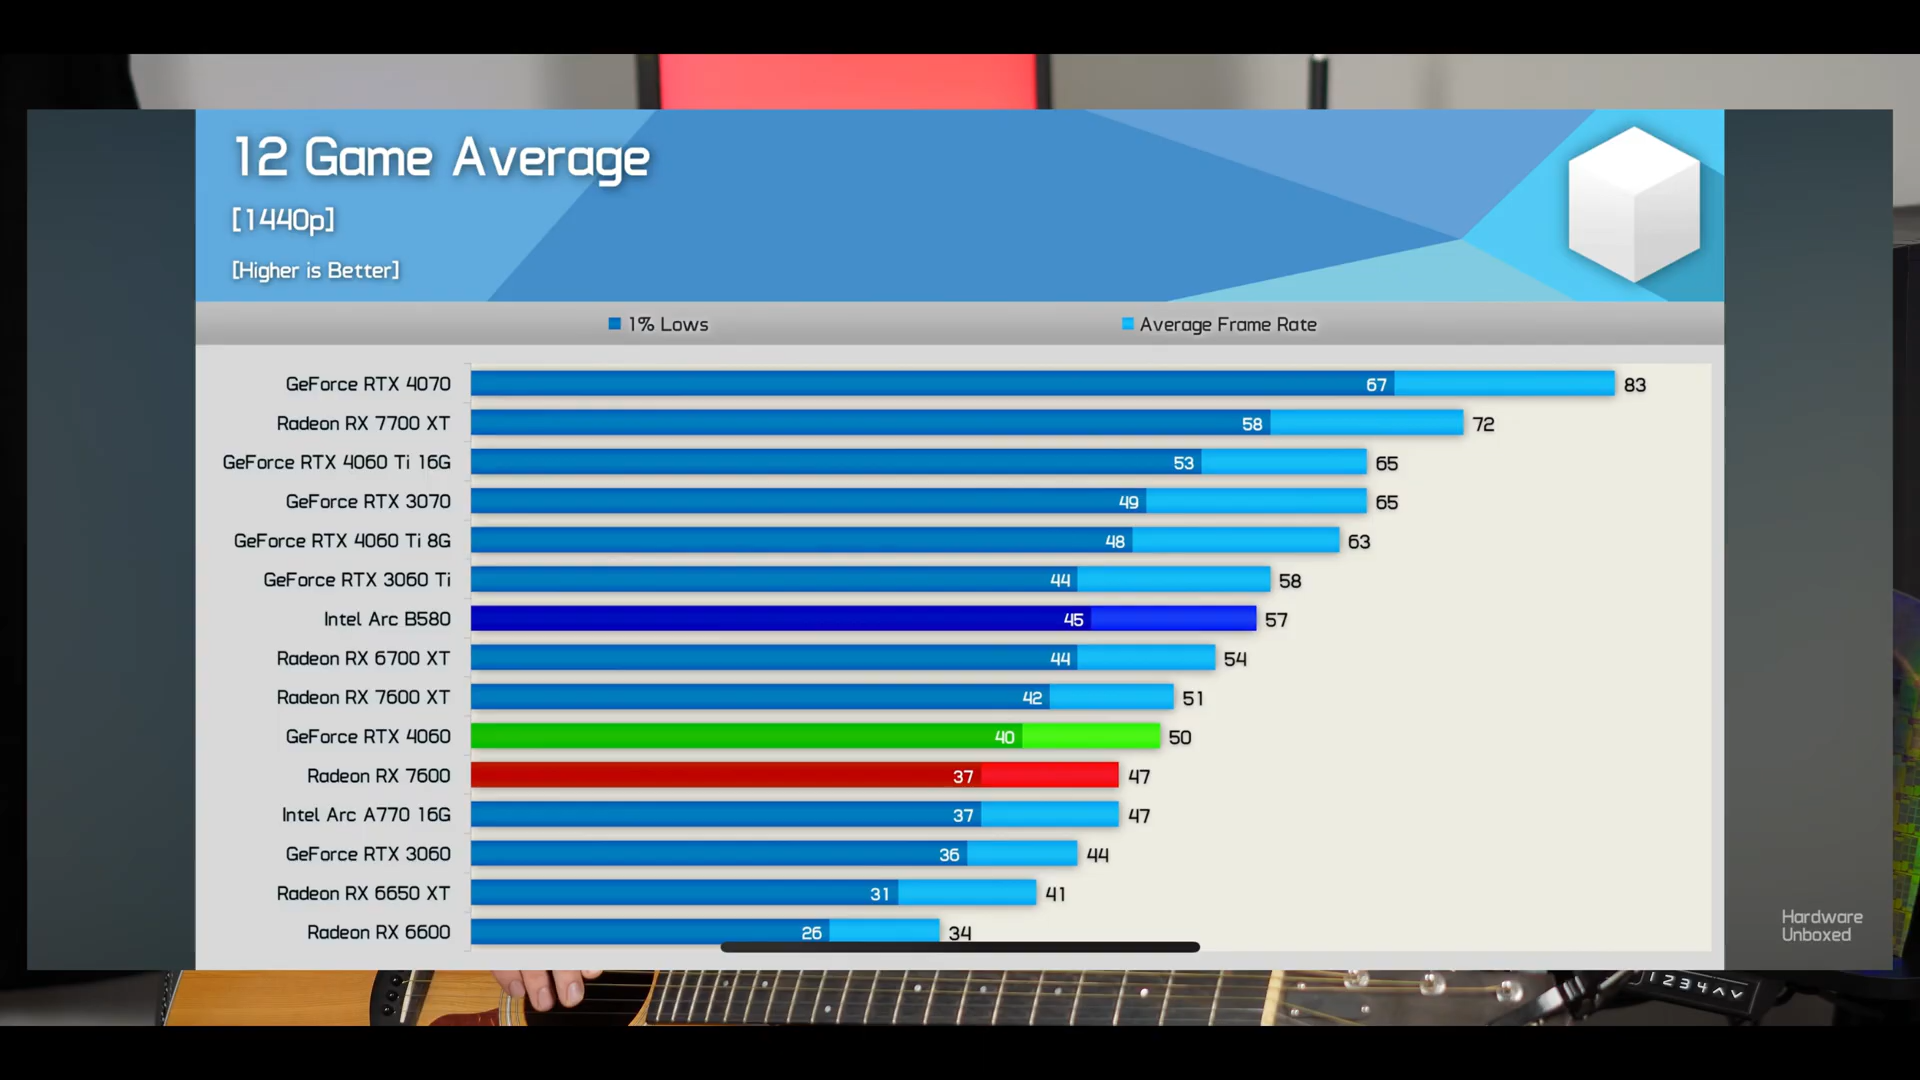 12 Game Average
[1440p]
[Higher is Better]
1% Lows Average Frame Rate
GeForce RTX 4070 67 83
Radeon RX 7700 XT 58 72
GeForce RTX 4060 Ti 16G 53 65
GeForce RTX 3070 49 65
GeForce RTX 4060 Ti 8G 48 63
GeForce RTX 3060 Ti 44 58
Intel Arc B580 45 57
Radeon RX 6700 XT 44 54
Radeon RX 7600 XT 42 51
GeForce RTX 4060 40 50
Radeon RX 7600 37 47
Intel Arc A770 16G 37 47
GeForce RTX 3060 36 44
Radeon RX 6650 XT 31 41
Radeon RX 6600 26 34
Hardware
Unboxed
1 2 3 4